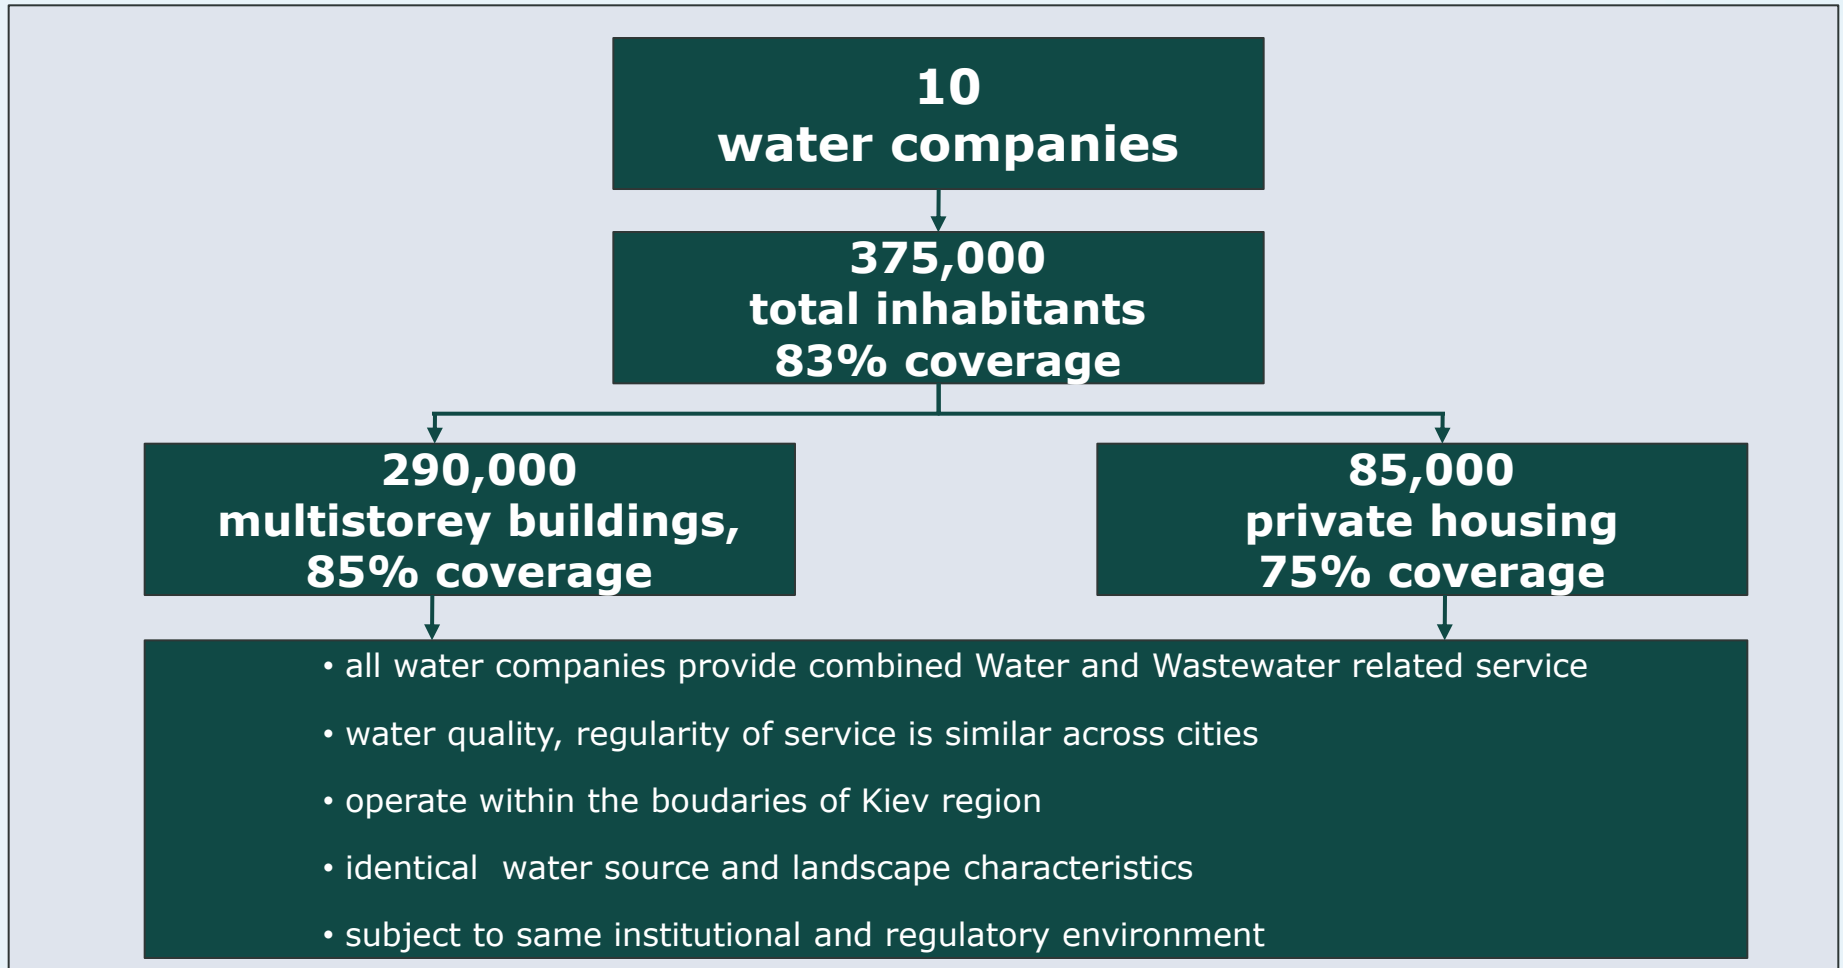 10
water companies
375,000
total inhabitants
83% coverage
290,000
multistorey buildings,
85% coverage
85,000
private housing
75% coverage
• all water companies provide combined Water and Wastewater related service
• water quality, regularity of service is similar across cities
• operate within the boudaries of Kiev region
• identical  water source and landscape characteristics
• subject to same institutional and regulatory environment